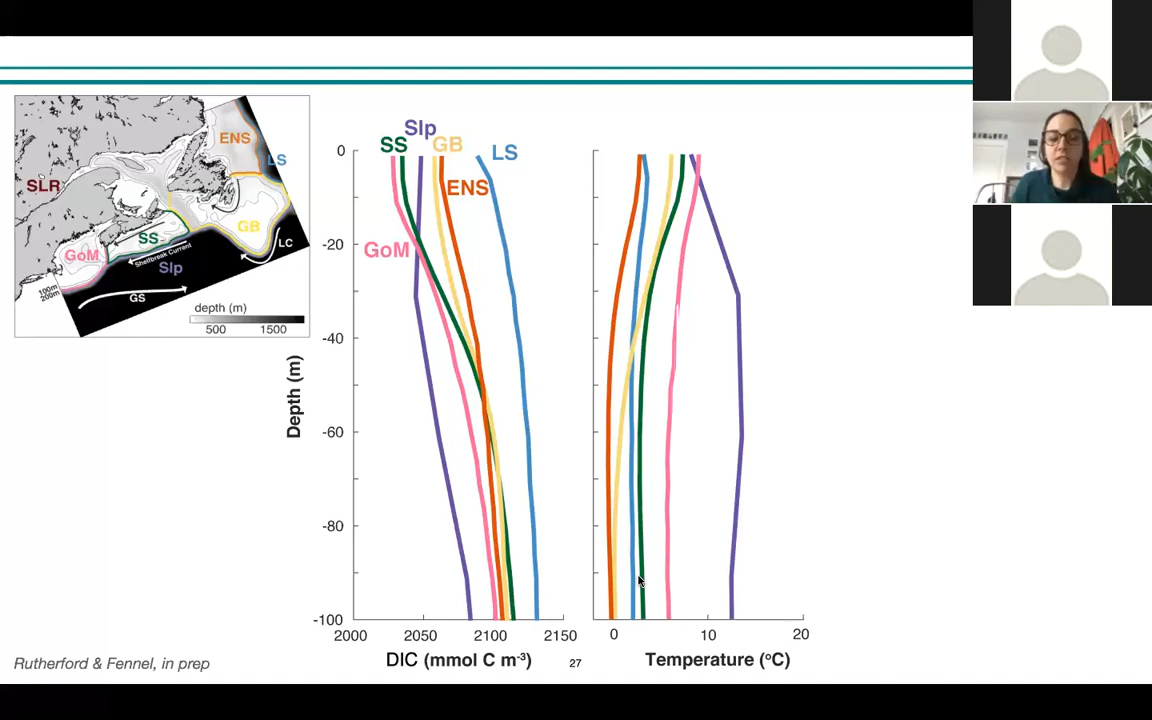 ENS
LS
SLR
GB
SS
LC
GoM
Shelfbreak Current
Slp
100m
200m
GS
depth (m)
500 1500
Slp
SS GB LS
ENS
GoM
0
-20
-40
-60
-80
-100
Depth (m)
2000 2050 2100 2150
DIC (mmol C m-3)
0 10 20
Temperature (oC)
Rutherford & Fennel, in prep
27